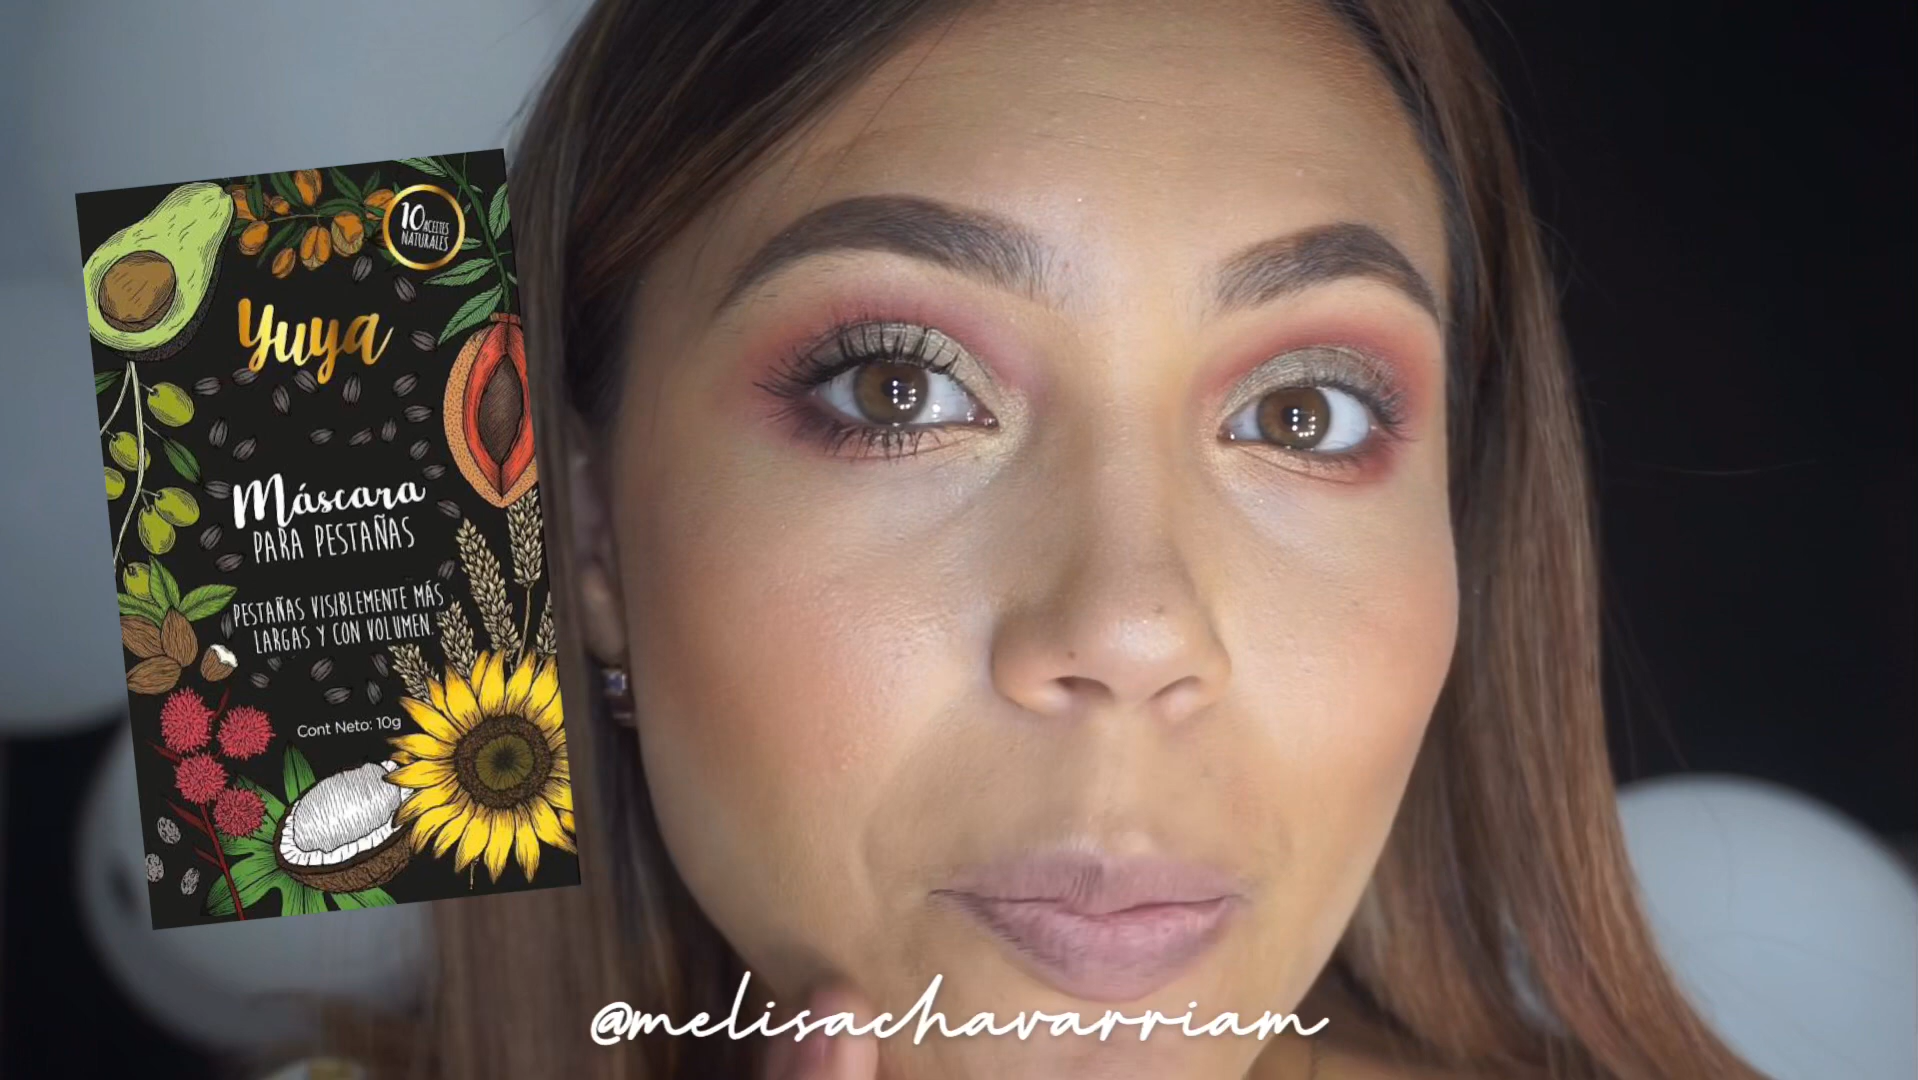 10 ACEITES
NATURALES
Yuya
Máscara
PARA PESTAÑAS
PESTAÑAS VISIBLEMENTE MÁS
LARGAS Y CON VOLUMEN.
Cont Neto: 10g
@melisachavarriam